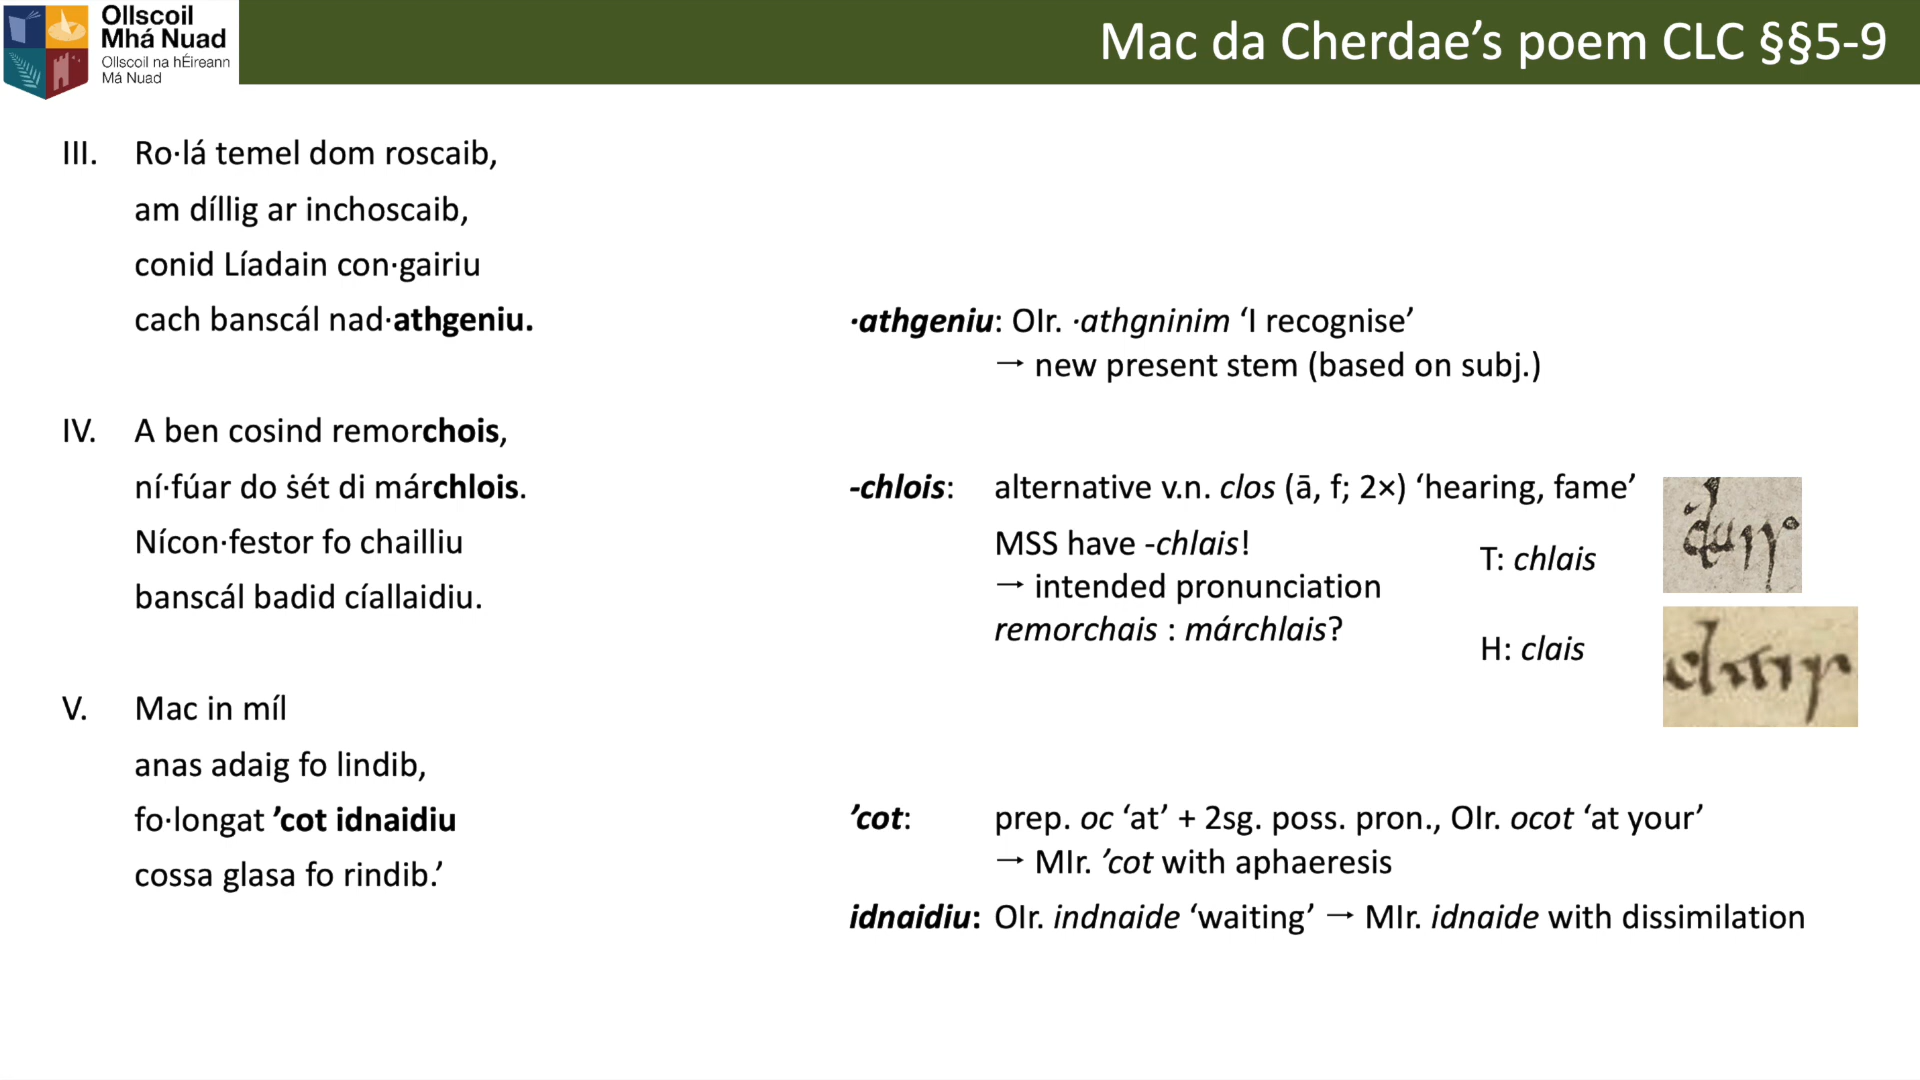 Ollscoil
Mhá Nuad
Ollscoil na hÉireann
Má Nuad
Mac da Cherdae’s poem CLC §§5-9
III. Ro·lá temel dom roscaib,
am díllig ar inchoscaib,
conid Líadain con·gairiu
cach banscál nad·athgeniu.
·athgeniu: OIr. ·athgninim ‘I recognise’
→ new present stem (based on subj.)
IV. A ben cosind remorchois,
ní·fúar do ṡét di márchlois.
Nícon·festor fo chailliu
banscál badid cíallaidiu.
-chlois: alternative v.n. clos (ā, f; 2×) ‘hearing, fame’
MSS have -chlais!
→ intended pronunciation
remorchais : márchlais?
T: chlais
H: clais
V. Mac in míl
anas adaig fo lindib,
fo·longat ’cot idnaidiu
cossa glasa fo rindib.’
’cot: prep. oc ‘at’ + 2sg. poss. pron., OIr. ocot ‘at your’
→ MIr. ’cot with aphaeresis
idnaidiu: OIr. indnaide ‘waiting’ → MIr. idnaide with dissimilation